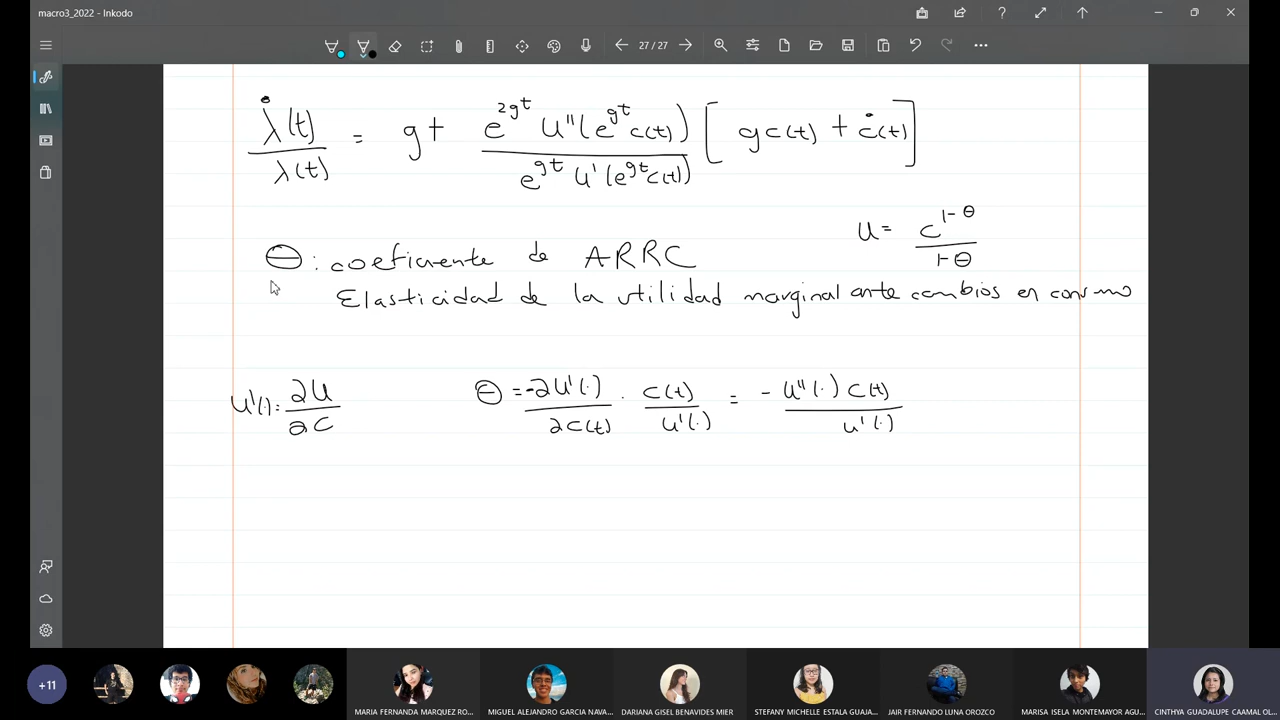 macro3_2022 - Inkodo
27 / 27
λ̇(t)/λ(t) = g + e^{2gt} u''(e^{gt} c(t)) / e^{gt} u'(e^{gt} c(t)) [ g c(t) + ċ(t) ]
u = c^{1-θ} / 1-θ
θ : coeficiente de ARRC
Elasticidad de la utilidad marginal ante cambios en consumo
u'(·) = ∂u/∂c
θ = -∂u'(·)/∂c(t) · c(t)/u'(·) = - u''(·) c(t) / u'(·)
+11
MARIA FERNANDA MARQUEZ RO...
MIGUEL ALEJANDRO GARCIA NAVA...
DARIANA GISEL BENAVIDES MIER
STEFANY MICHELLE ESTALA GUAJA...
JAIR FERNANDO LUNA OROZCO
MARISA ISELA MONTEMAYOR AGU...
CINTHYA GUADALUPE CAAMAL OL...